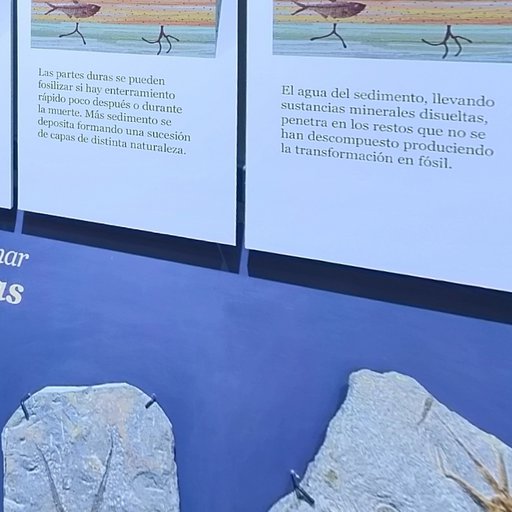 Las partes duras se pueden
fosilizar si hay enterramiento
rápido poco después o durante
la muerte. Más sedimento se
deposita formando una sucesión
de capas de distinta naturaleza.
El agua del sedimento, llevando
sustancias minerales disueltas,
penetra en los restos que no se
han descompuesto produciendo
la transformación en fósil.